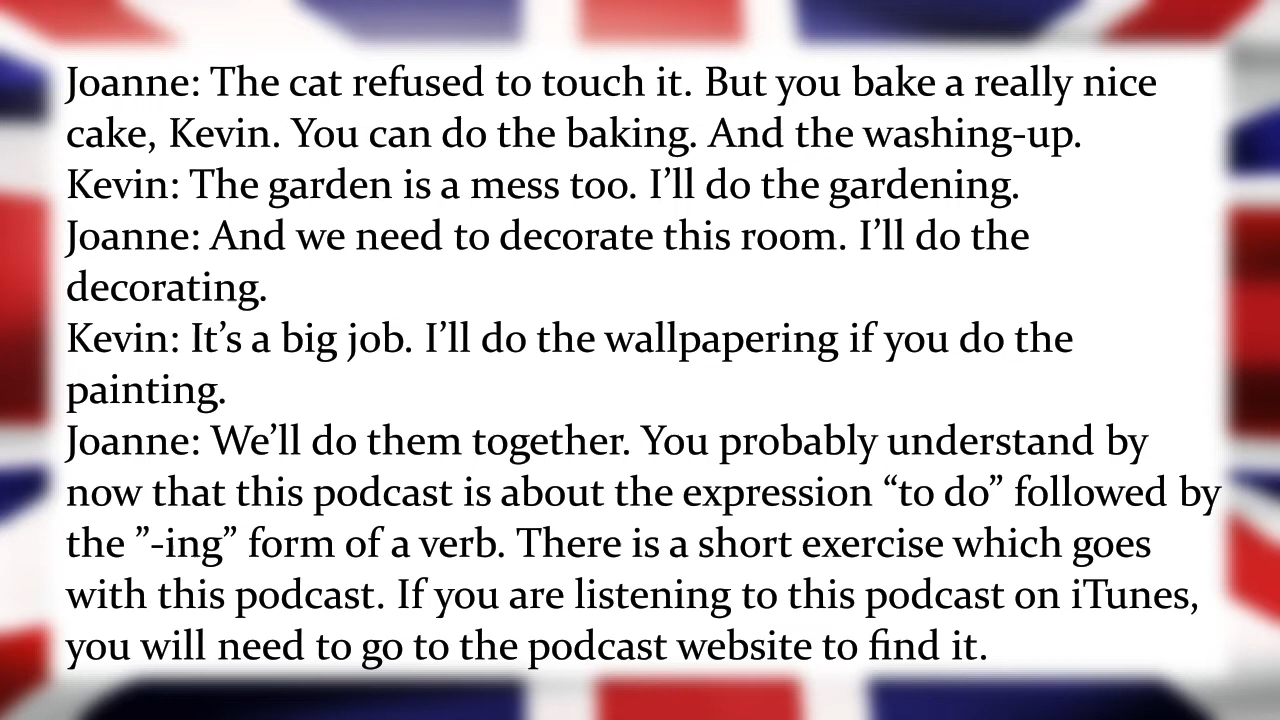 Joanne: The cat refused to touch it. But you bake a really nice
cake, Kevin. You can do the baking. And the washing-up.
Kevin: The garden is a mess too. I’ll do the gardening.
Joanne: And we need to decorate this room. I’ll do the
decorating.
Kevin: It’s a big job. I’ll do the wallpapering if you do the
painting.
Joanne: We’ll do them together. You probably understand by
now that this podcast is about the expression “to do” followed by
the ”-ing” form of a verb. There is a short exercise which goes
with this podcast. If you are listening to this podcast on iTunes,
you will need to go to the podcast website to find it.